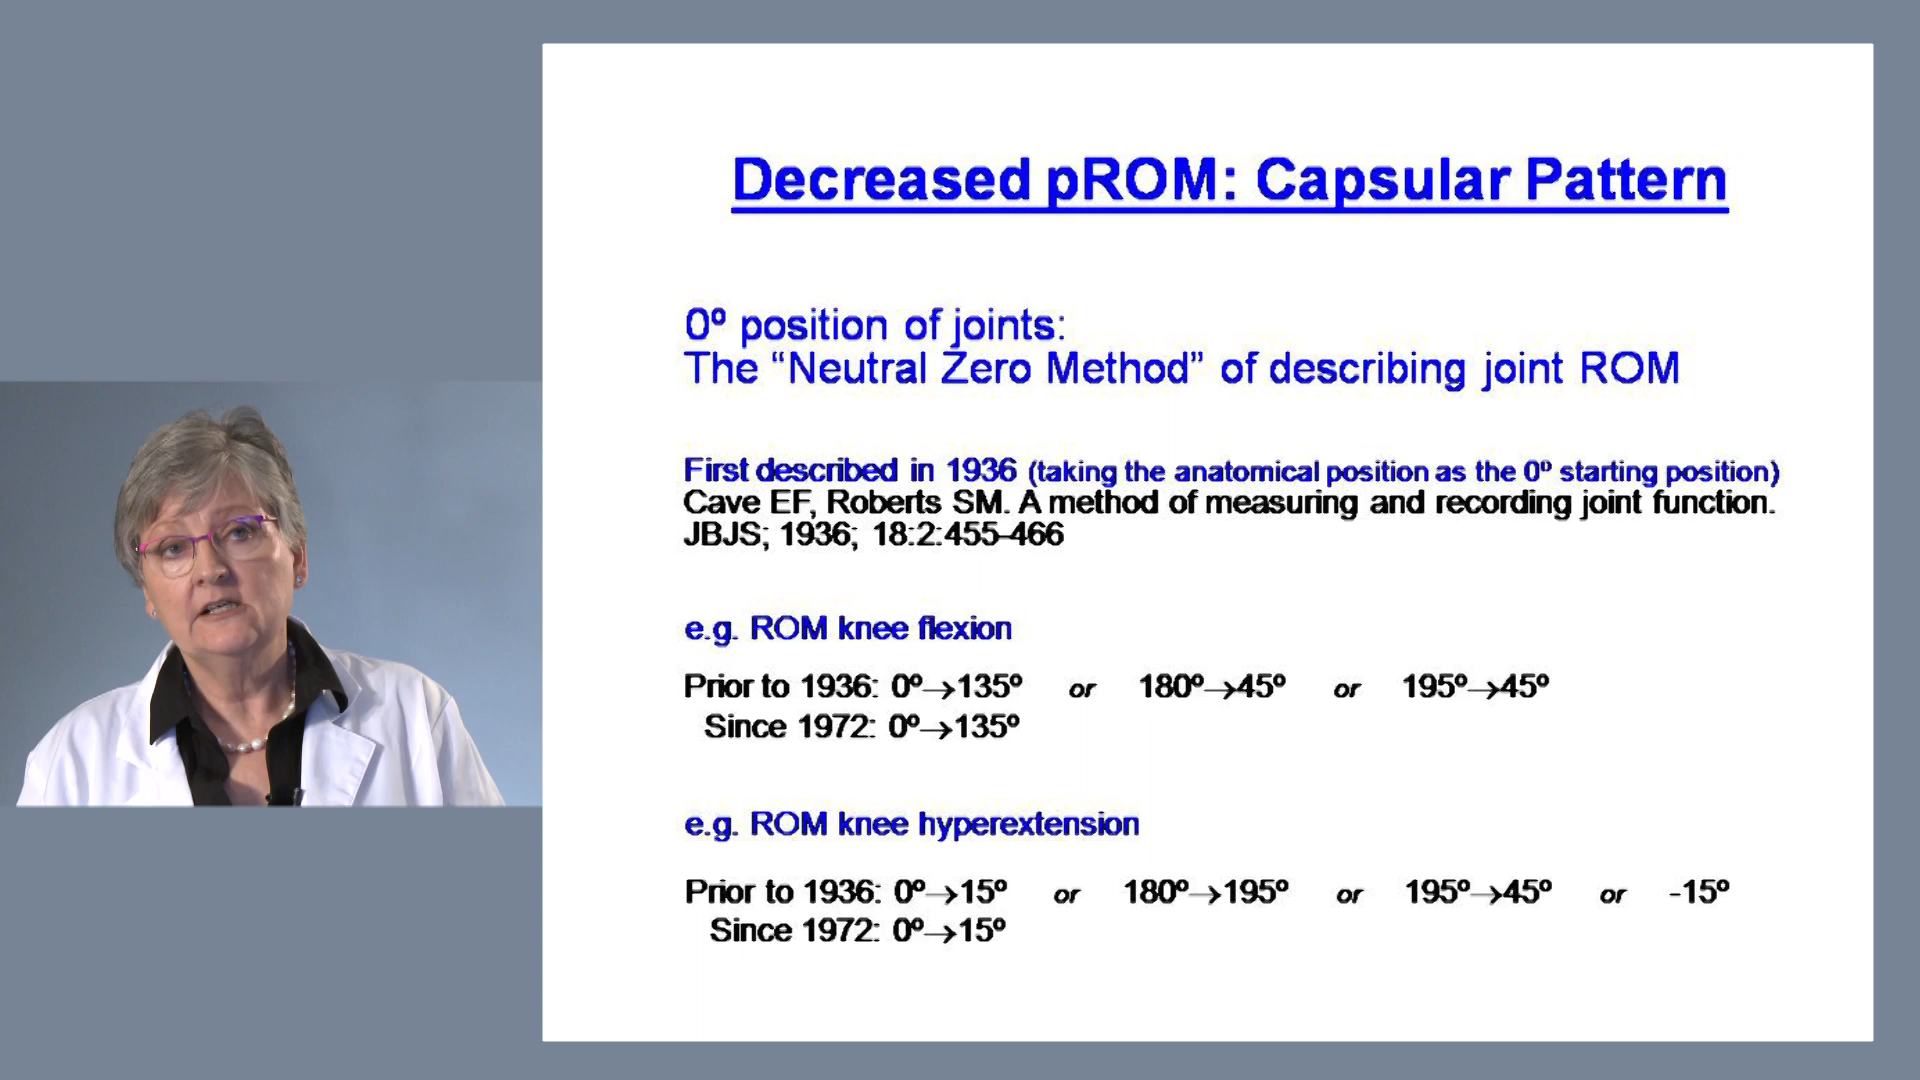 Decreased pROM: Capsular Pattern
0º position of joints:
The “Neutral Zero Method” of describing joint ROM
First described in 1936 (taking the anatomical position as the 0º starting position)
Cave EF, Roberts SM. A method of measuring and recording joint function.
JBJS; 1936; 18:2:455-466
e.g. ROM knee flexion
Prior to 1936: 0º→135º or 180º→45º or 195º→45º
Since 1972: 0º→135º
e.g. ROM knee hyperextension
Prior to 1936: 0º→15º or 180º→195º or 195º→45º or -15º
Since 1972: 0º→15º